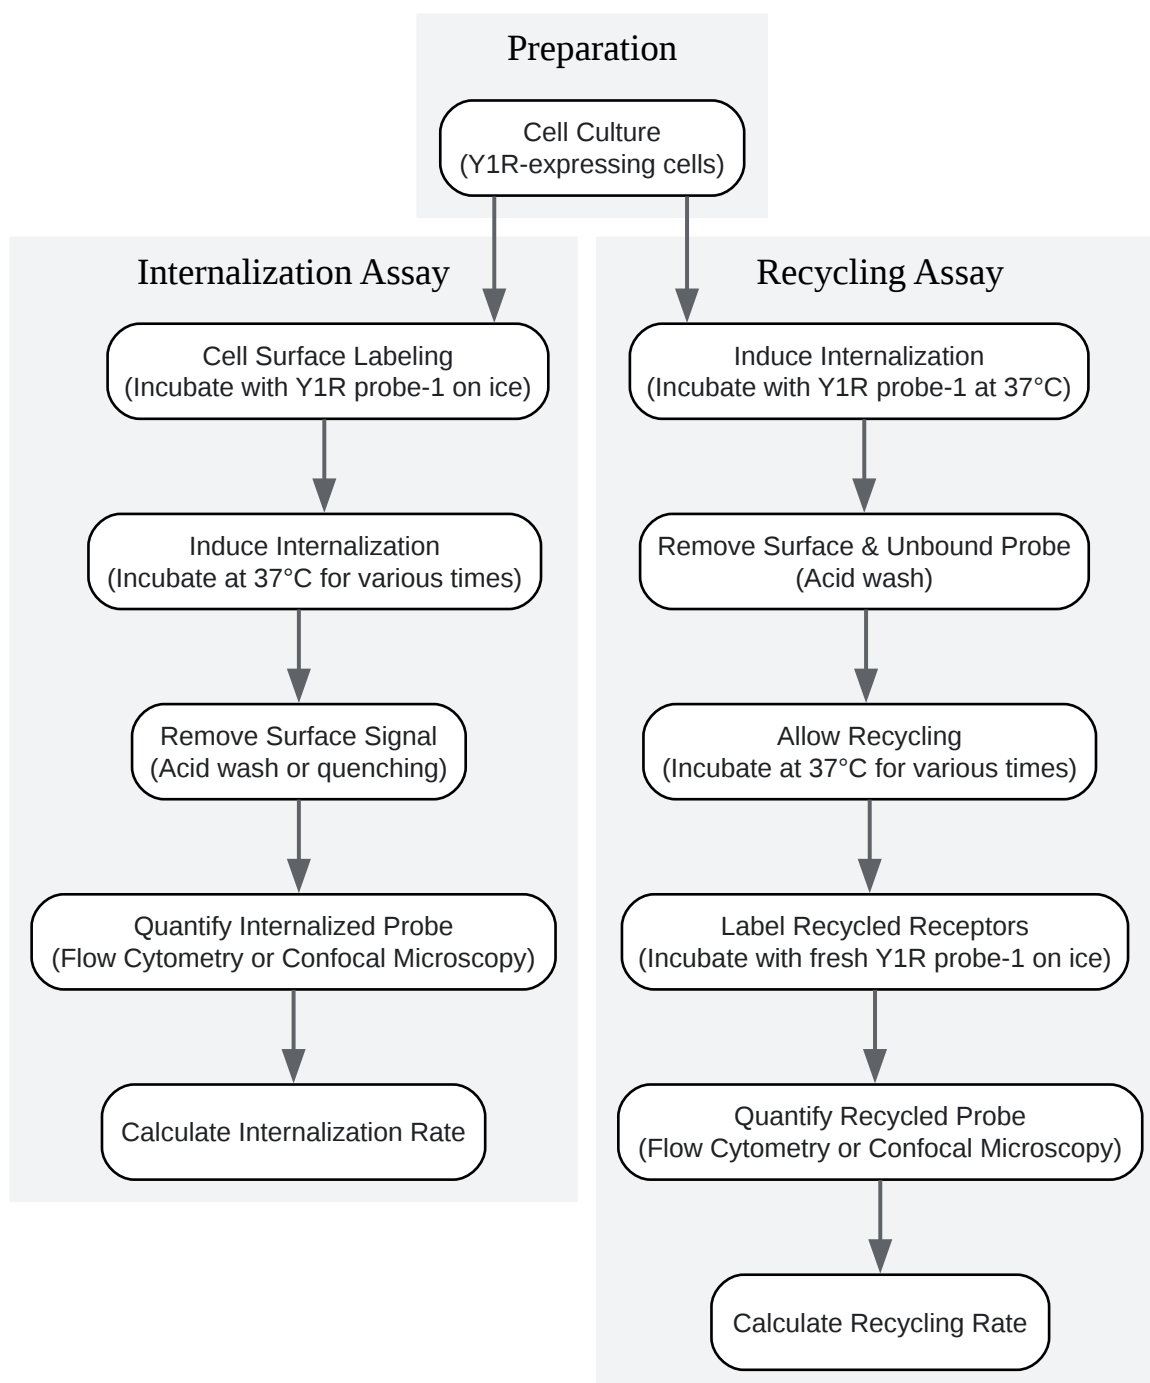 Preparation
Cell Culture
(Y1R-expressing cells)
Internalization Assay
Cell Surface Labeling
(Incubate with Y1R probe-1 on ice)
Induce Internalization
(Incubate at 37°C for various times)
Remove Surface Signal
(Acid wash or quenching)
Quantify Internalized Probe
(Flow Cytometry or Confocal Microscopy)
Calculate Internalization Rate
Recycling Assay
Induce Internalization
(Incubate with Y1R probe-1 at 37°C)
Remove Surface & Unbound Probe
(Acid wash)
Allow Recycling
(Incubate at 37°C for various times)
Label Recycled Receptors
(Incubate with fresh Y1R probe-1 on ice)
Quantify Recycled Probe
(Flow Cytometry or Confocal Microscopy)
Calculate Recycling Rate